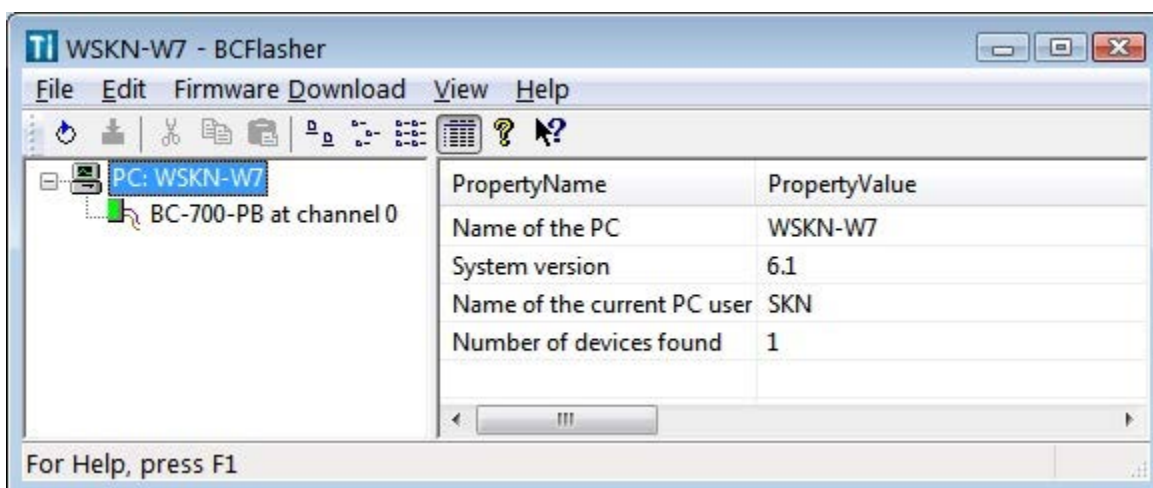 Ti WSKN-W7 - BCFlasher
File Edit Firmware Download View Help
PC: WSKN-W7
BC-700-PB at channel 0
PropertyName PropertyValue
Name of the PC WSKN-W7
System version 6.1
Name of the current PC user SKN
Number of devices found 1
For Help, press F1